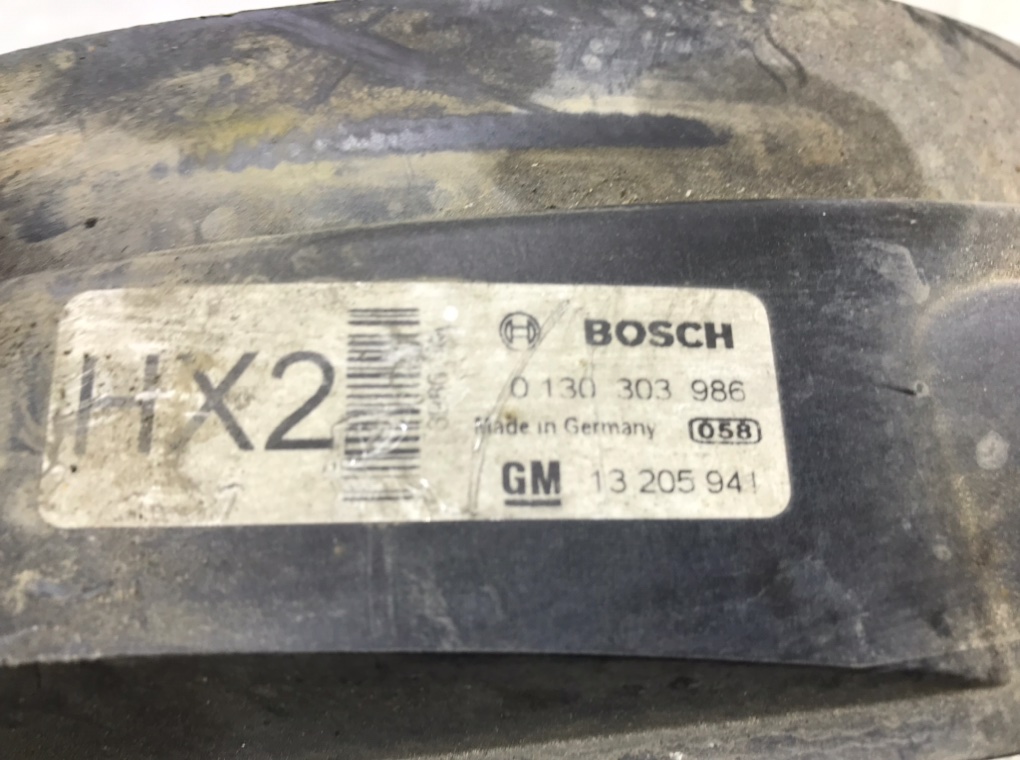 HX2
BOSCH
0 130 303 986
Made in Germany 058
GM 13 205 941